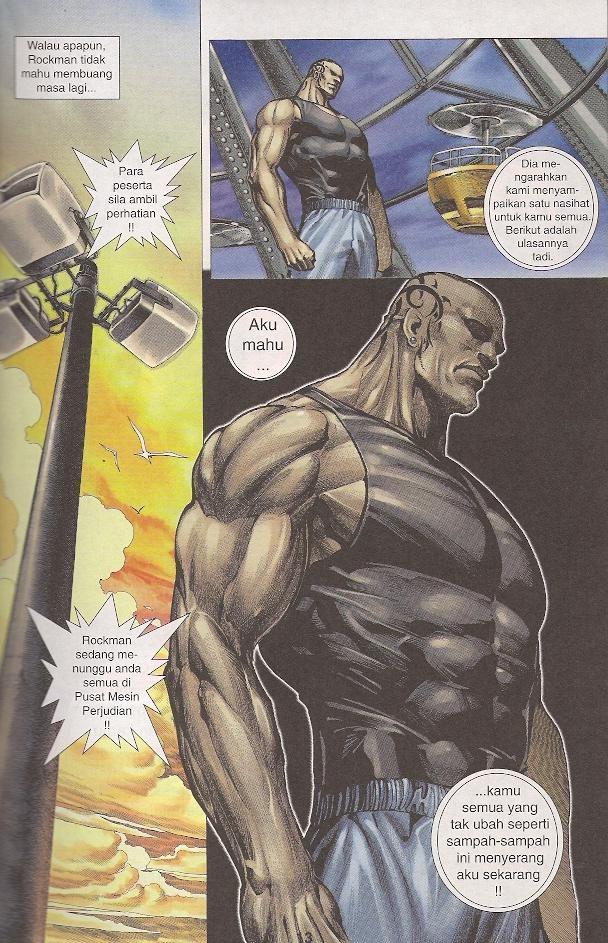 Walau apapun,
Rockman tidak
mahu membuang
masa lagi...
Para
peserta
sila ambil
perhatian
!!
Dia me-
ngarahkan
kami menyam-
paikan satu nasihat
untuk kamu semua.
Berikut adalah
ulasannya
tadi.
Aku
mahu
...
Rockman
sedang me-
nunggu anda
semua di
Pusat Mesin
Perjudian
!!
...kamu
semua yang
tak ubah seperti
sampah-sampah
ini menyerang
aku sekarang
!!
3